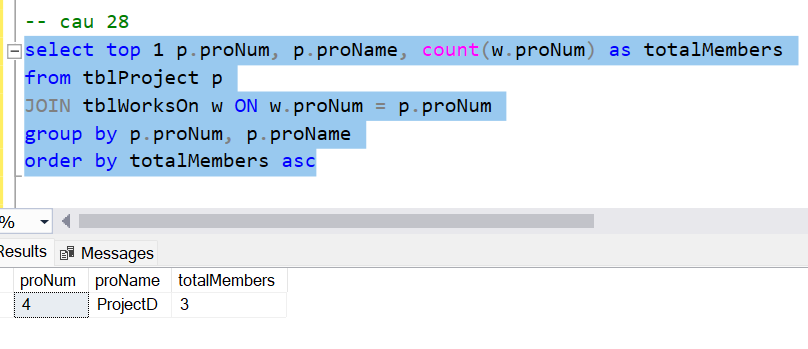 -- cau 28
select top 1 p.proNum, p.proName, count(w.proNum) as totalMembers
from tblProject p
JOIN tblWorksOn w ON w.proNum = p.proNum
group by p.proNum, p.proName
order by totalMembers asc
%
Results Messages
proNum proName totalMembers
4 ProjectD 3